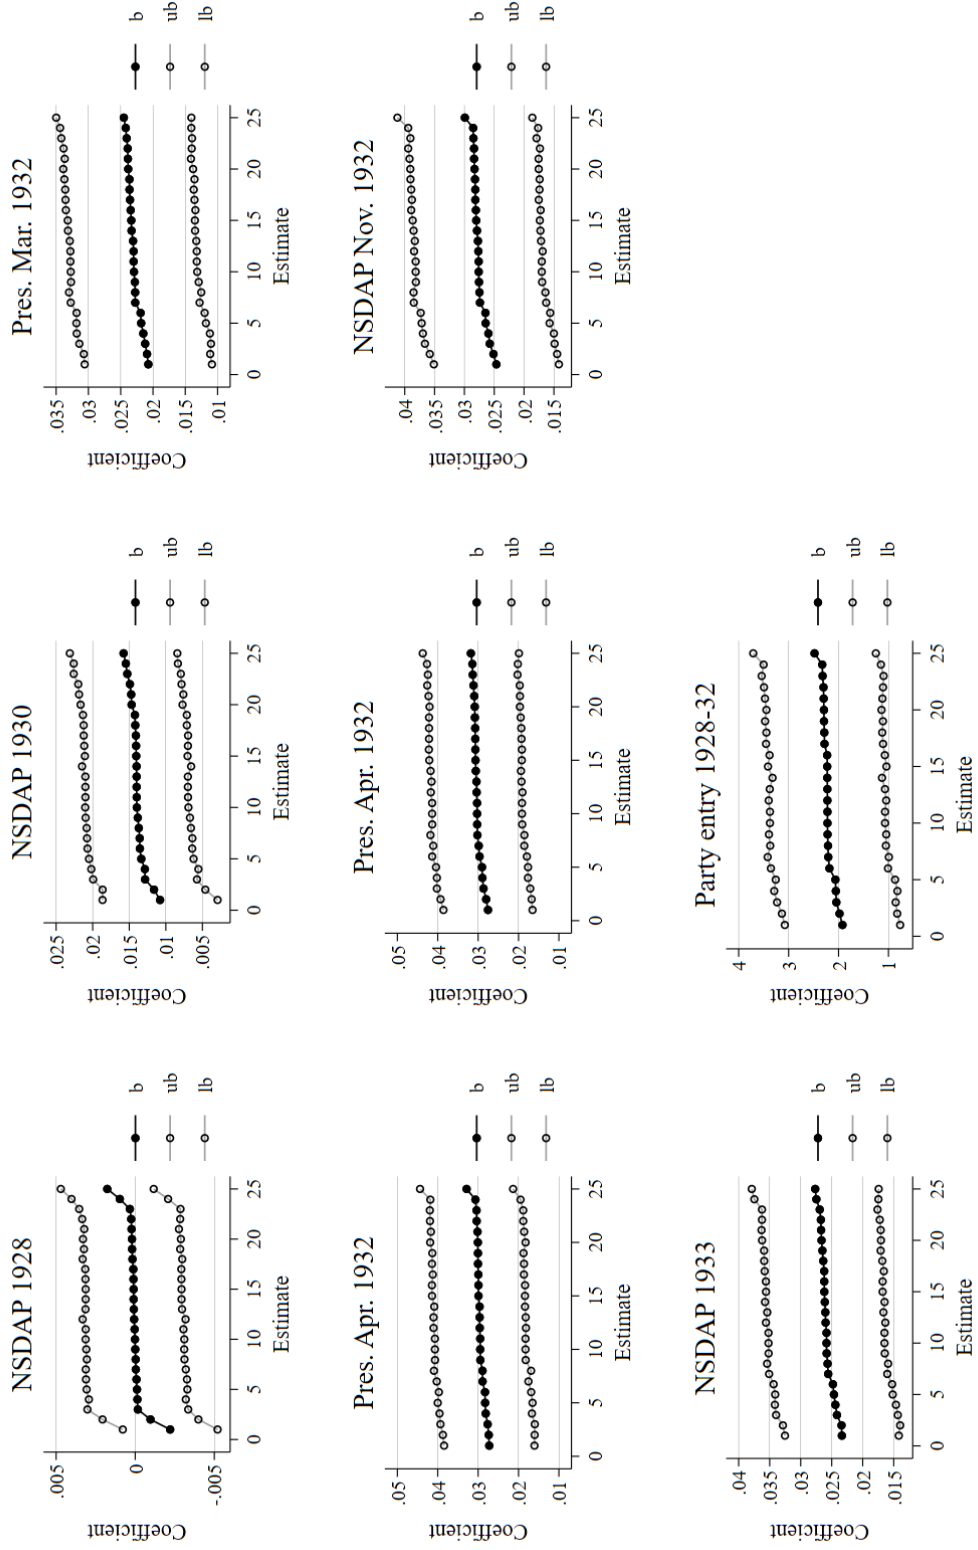 NSDAP 1928
Coefficient
.005
0
-.005
0 5 10 15 20 25
Estimate
b
ub
lb
NSDAP 1930
Coefficient
.025
.02
.015
.01
.005
0 5 10 15 20 25
Estimate
b
ub
lb
Pres. Mar. 1932
Coefficient
.035
.03
.025
.02
.015
.01
0 5 10 15 20 25
Estimate
b
ub
lb
Pres. Apr. 1932
Coefficient
.05
.04
.03
.02
.01
0 5 10 15 20 25
Estimate
b
ub
lb
Pres. Apr. 1932
Coefficient
.05
.04
.03
.02
.01
0 5 10 15 20 25
Estimate
b
ub
lb
NSDAP Nov. 1932
Coefficient
.04
.035
.03
.025
.02
.015
0 5 10 15 20 25
Estimate
b
ub
lb
NSDAP 1933
Coefficient
.04
.035
.03
.025
.02
.015
0 5 10 15 20 25
Estimate
b
ub
lb
Party entry 1928-32
Coefficient
4
3
2
1
0 5 10 15 20 25
Estimate
b
ub
lb